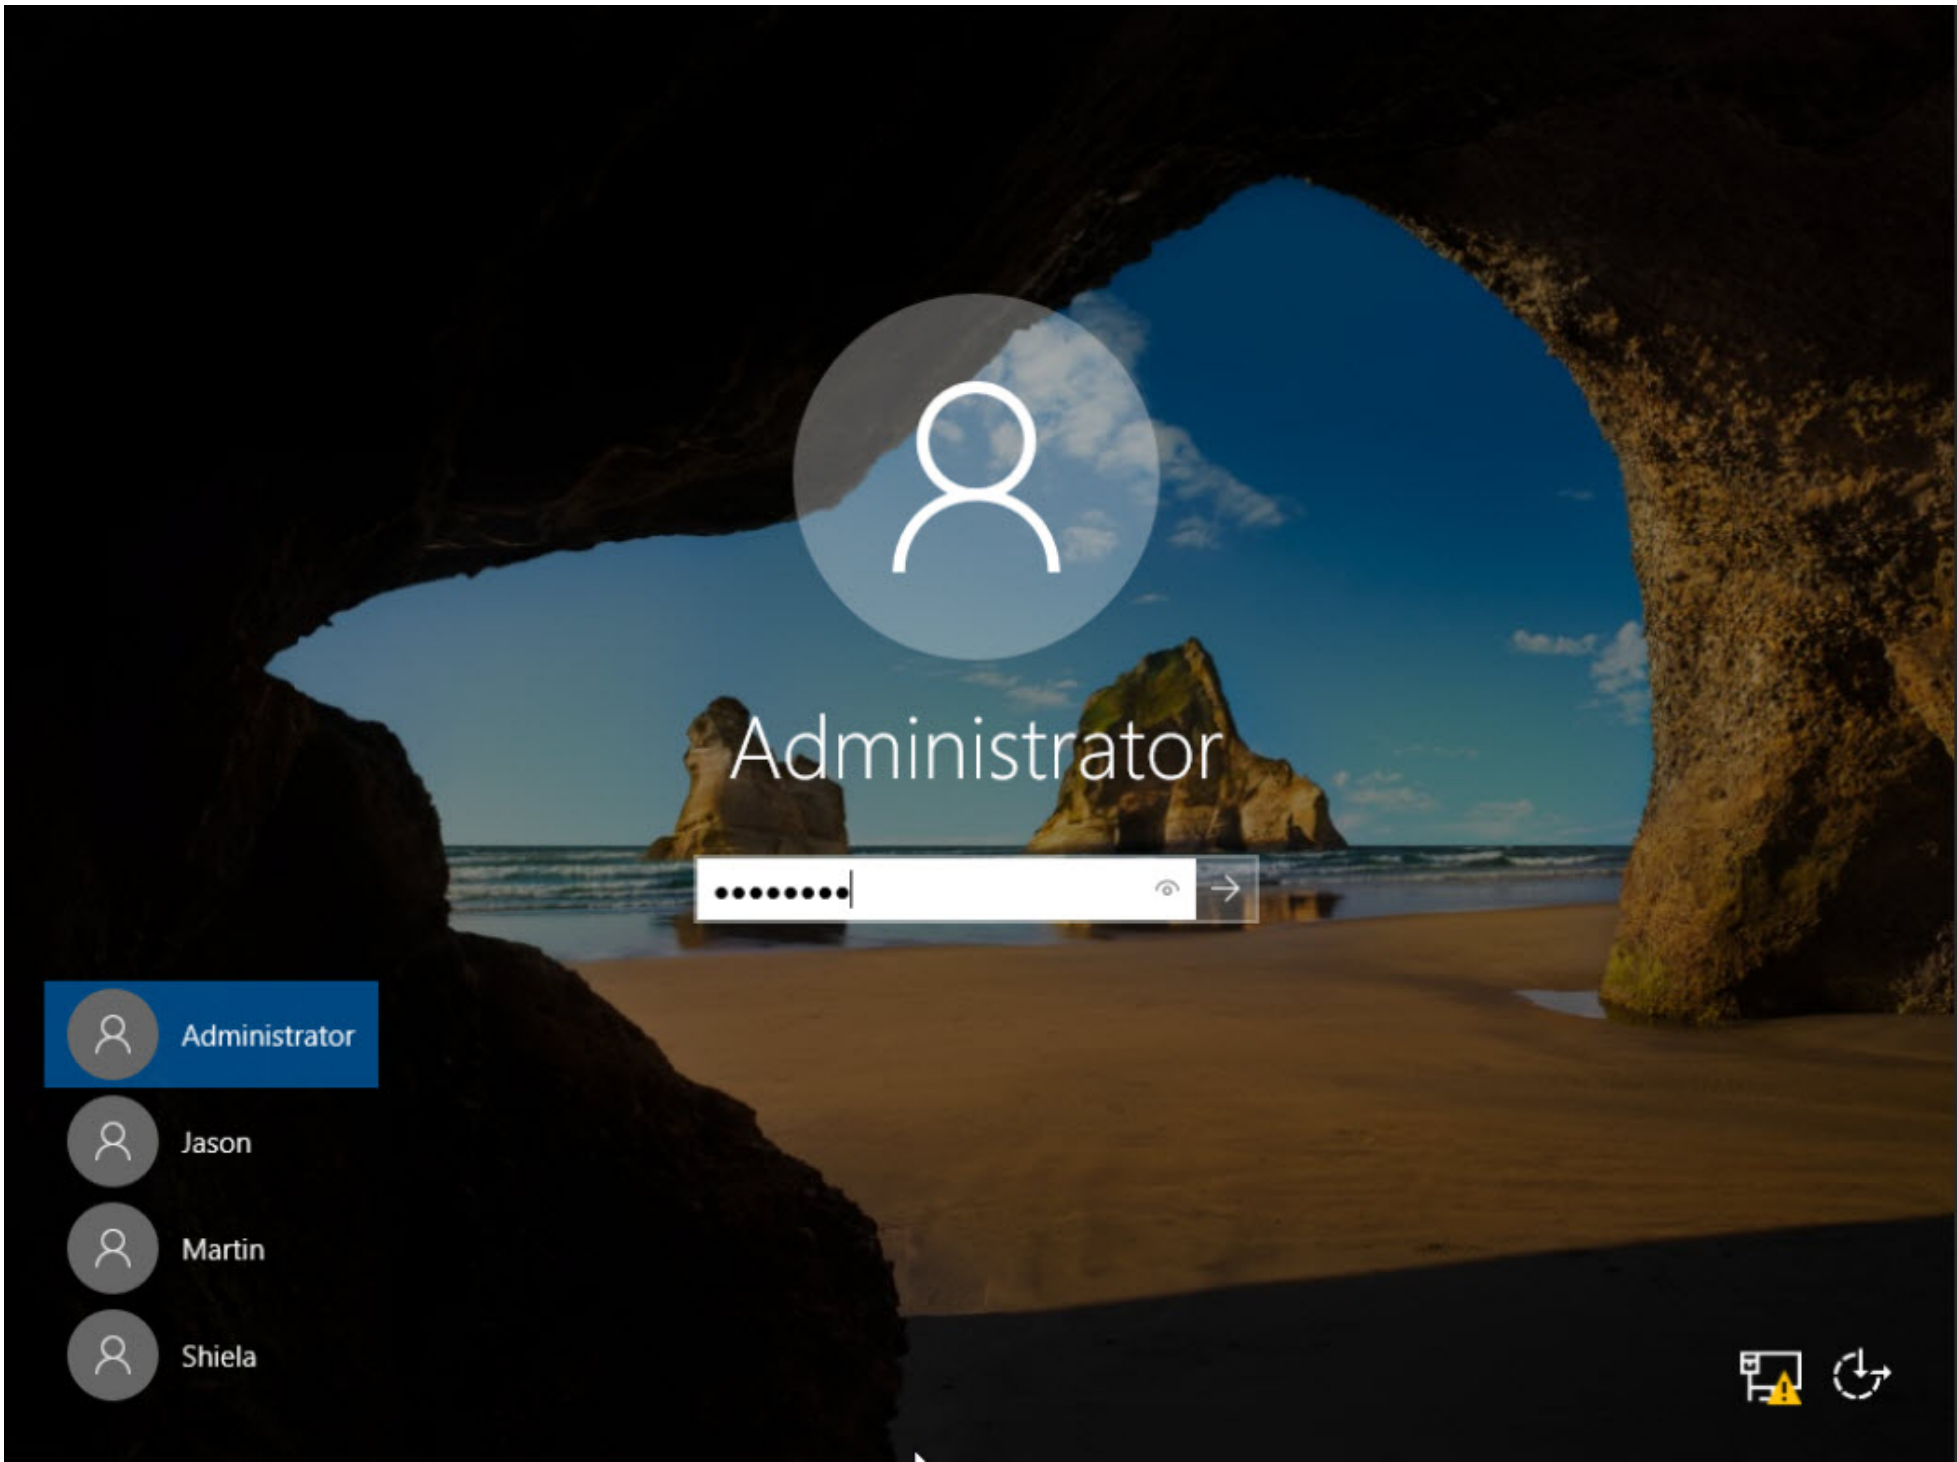 Administrator
••••••••
Administrator
Jason
Martin
Shiela